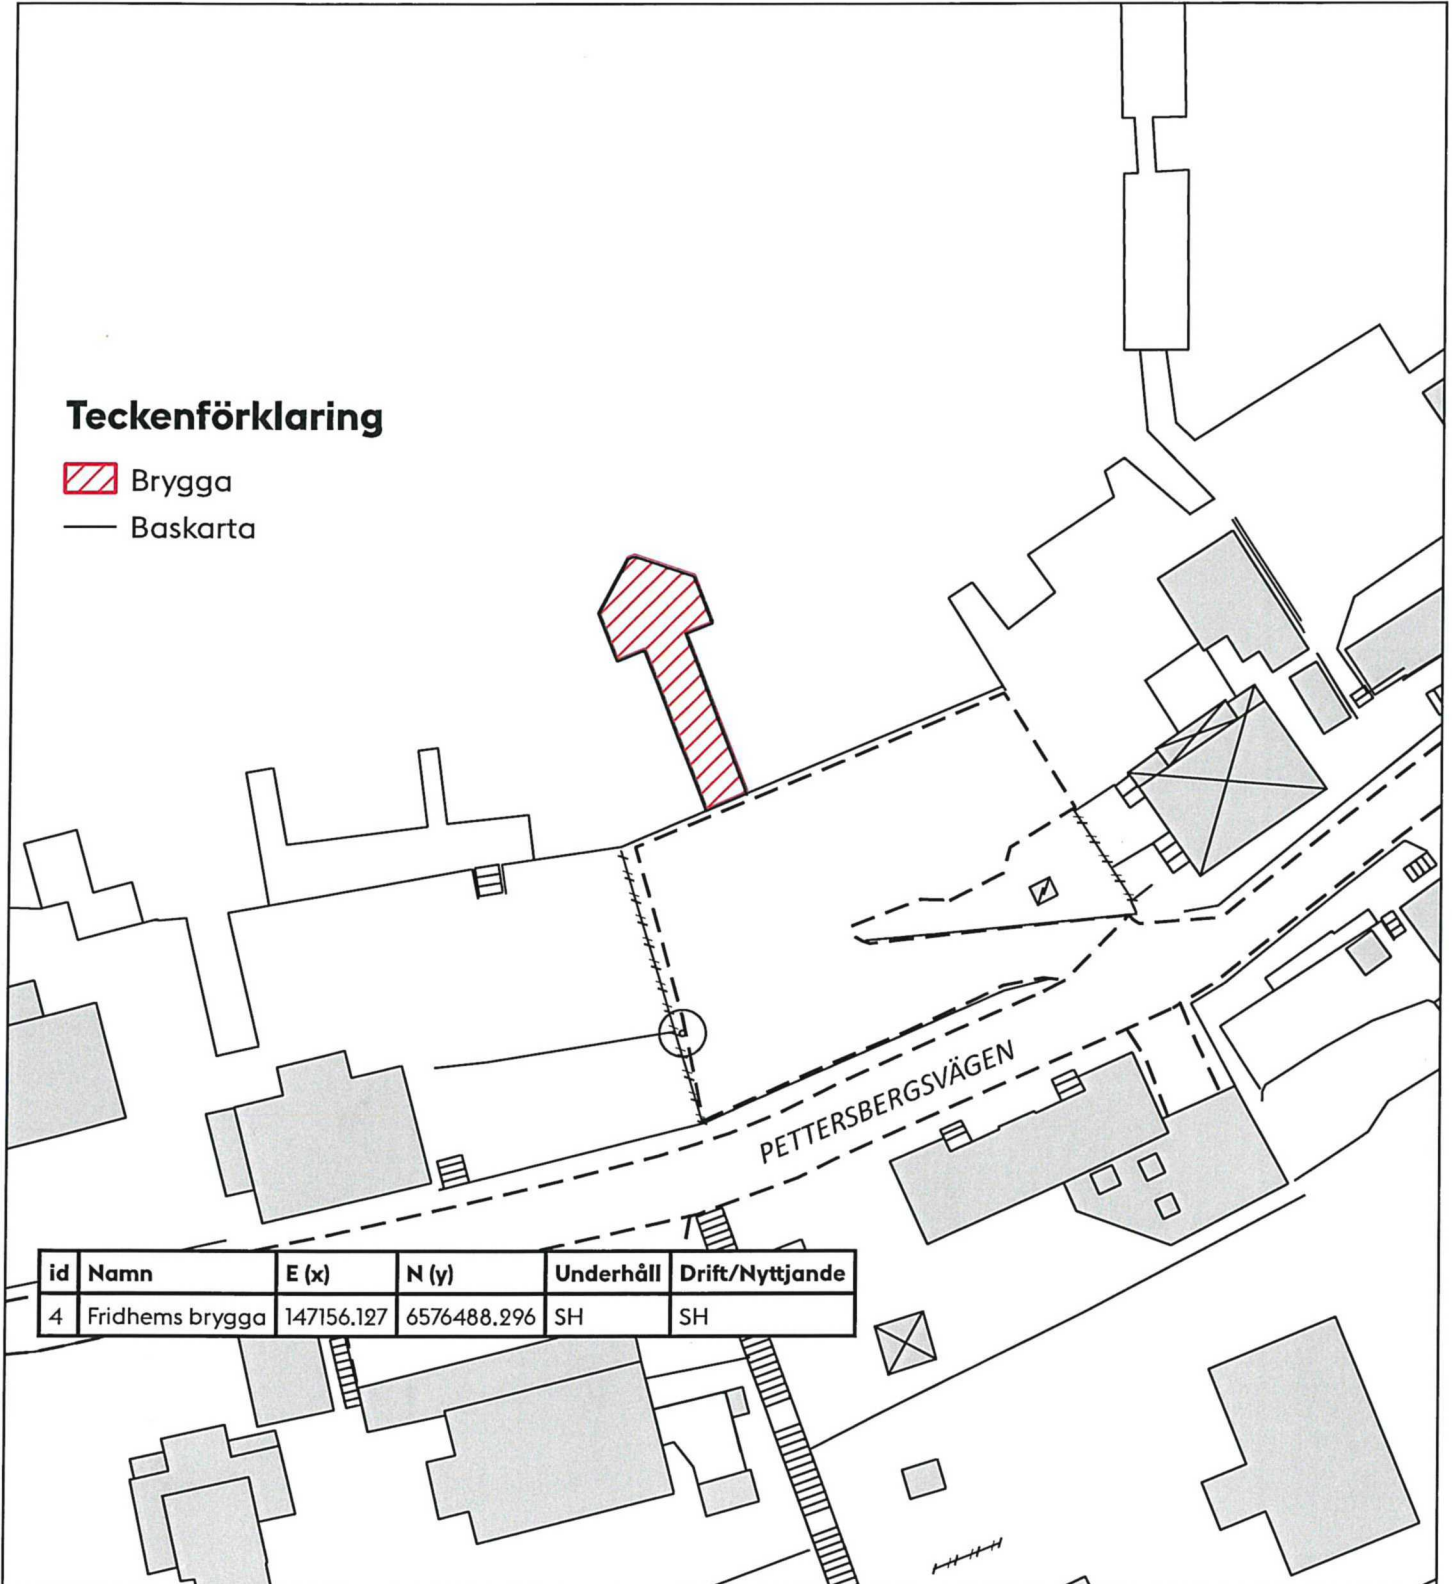 Teckenförklaring
Brygga
Baskarta
PETTERSBERGSVÄGEN
id Namn E (x) N (y) Underhåll Drift/Nyttjande
4 Fridhems brygga 147156.127 6576488.296 SH SH